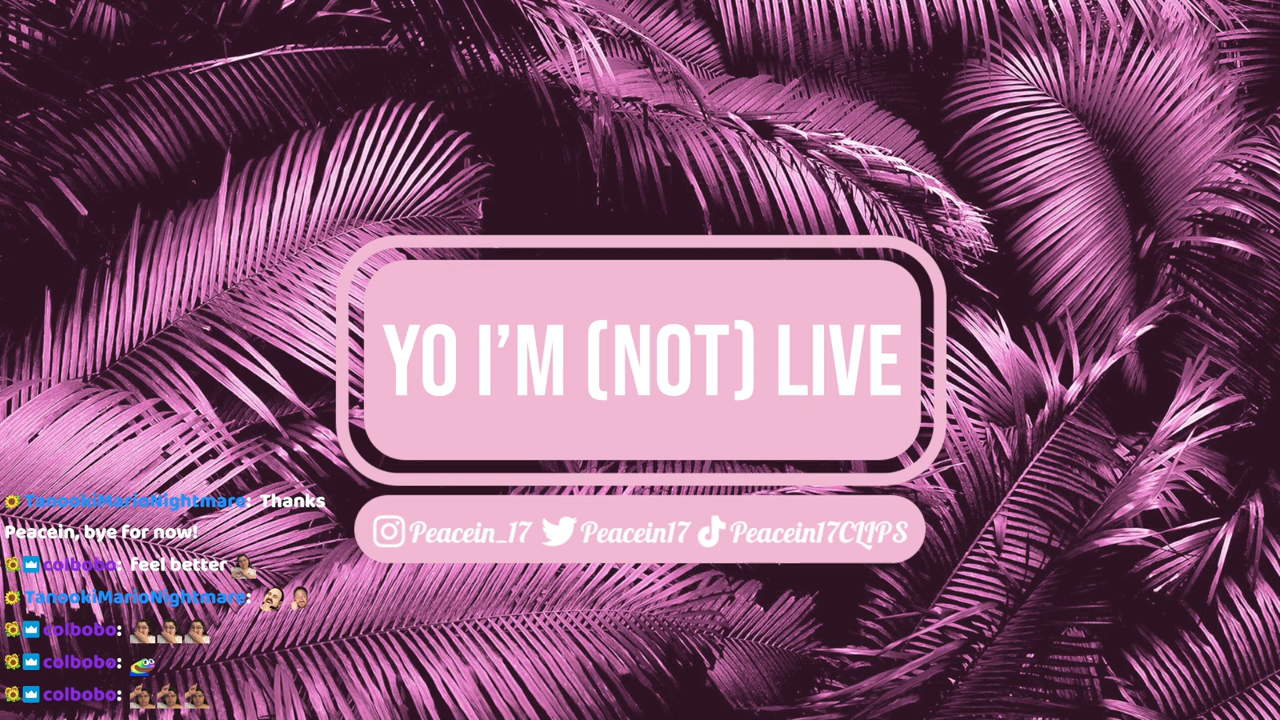 YO I'M (NOT) LIVE
Peacein_17 Peacein17 Peacein17CLIPS
TanookiMarioNightmare: Thanks
Peacein, bye for now!
colbobo: feel better
TanookiMarioNightmare:
colbobo:
colbobo:
colbobo: